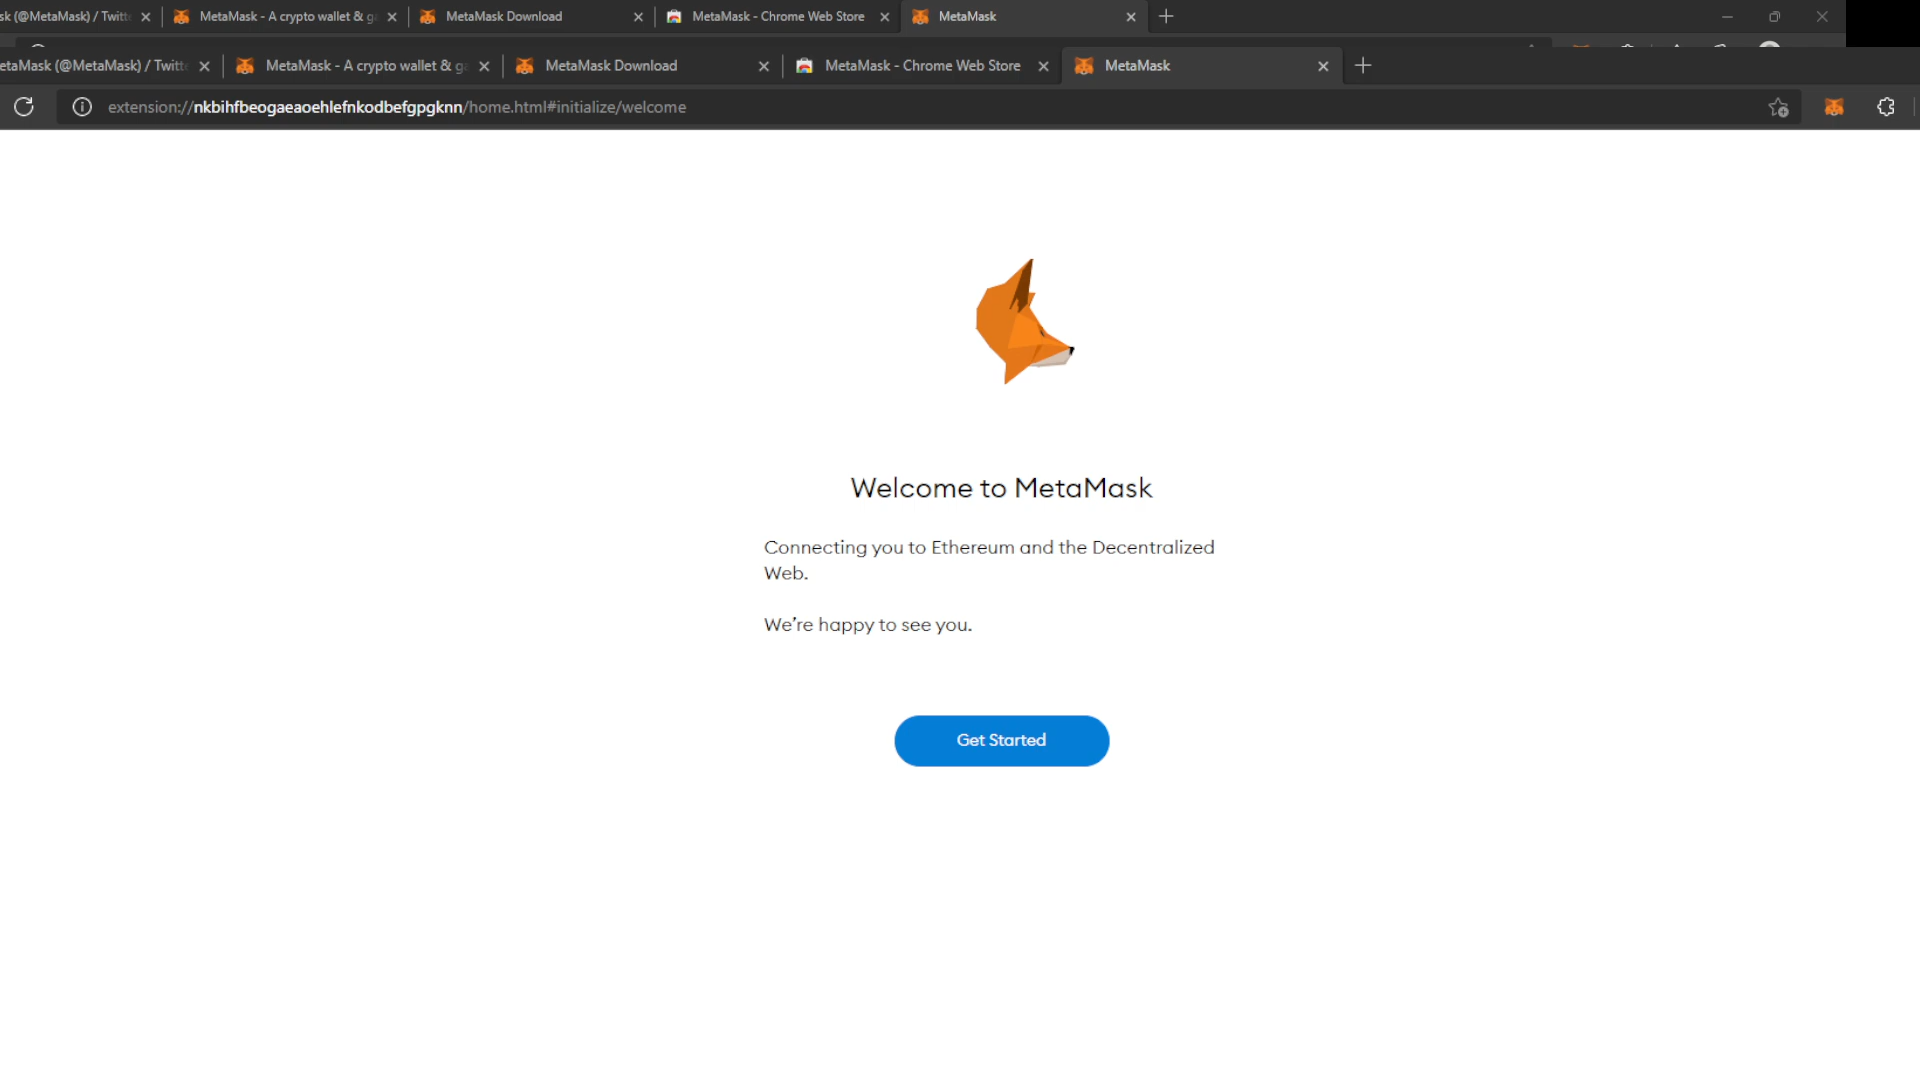 sk (@MetaMask) / Twitt
MetaMask - A crypto wallet & g
MetaMask Download
MetaMask - Chrome Web Store
MetaMask
etaMask (@MetaMask) / Twitt
MetaMask - A crypto wallet & g
MetaMask Download
MetaMask - Chrome Web Store
MetaMask
extension://nkbihfbeogaeaoehlefnkodbefgpgknn/home.html#initialize/welcome
Welcome to MetaMask
Connecting you to Ethereum and the Decentralized
Web.
We're happy to see you.
Get Started